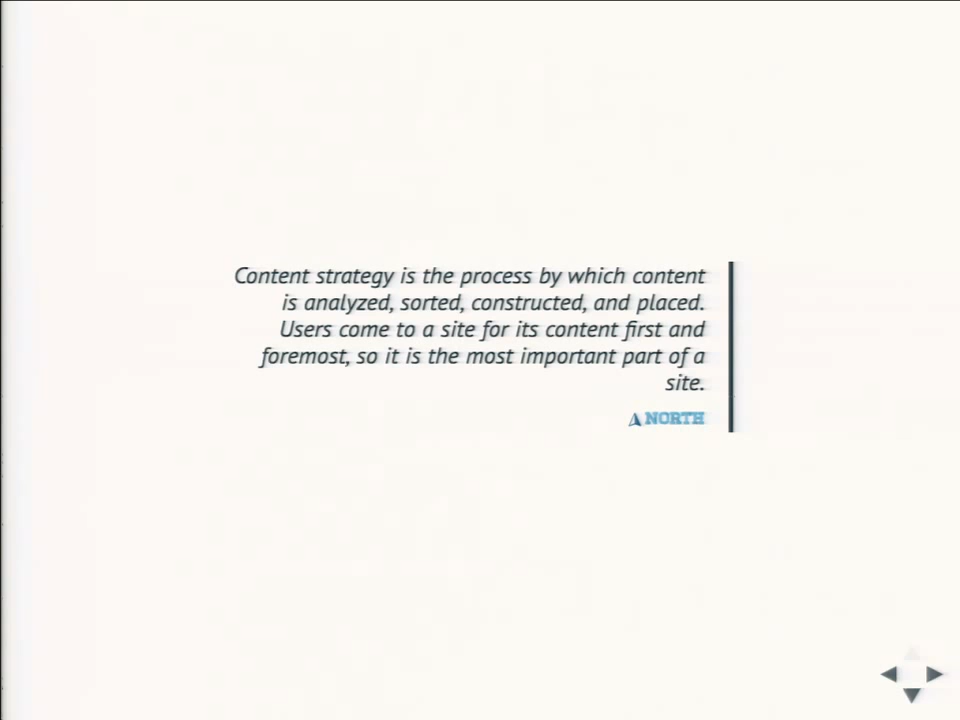 Content strategy is the process by which content
is analyzed, sorted, constructed, and placed.
Users come to a site for its content first and
foremost, so it is the most important part of a
site.
NORTH